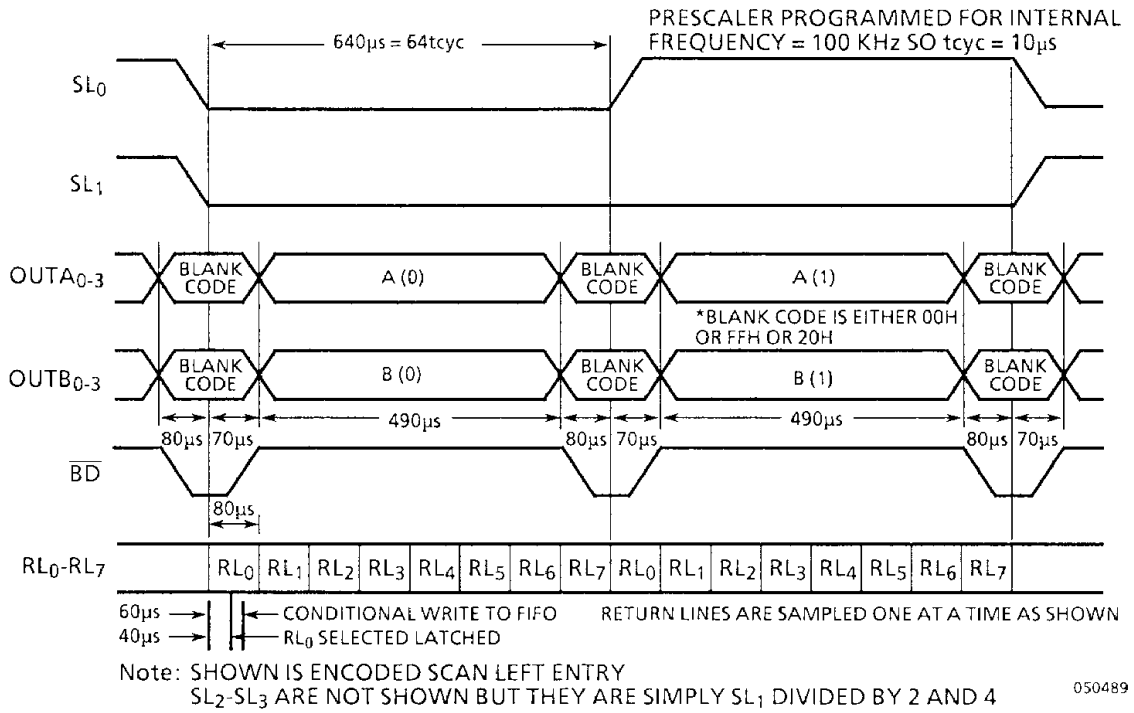 PRESCALER PROGRAMMED FOR INTERNAL
FREQUENCY = 100 KHz SO tcyc = 10µs
640µs = 64tcyc
SL0
SL1
OUTA0-3
BLANK CODE
A (0)
BLANK CODE
A (1)
BLANK CODE
*BLANK CODE IS EITHER 00H
OR FFH OR 20H
OUTB0-3
BLANK CODE
B (0)
BLANK CODE
B (1)
BLANK CODE
80µs 70µs 490µs 80µs 70µs 490µs 80µs 70µs
BD
80µs
RL0-RL7
RL0 RL1 RL2 RL3 RL4 RL5 RL6 RL7 RL0 RL1 RL2 RL3 RL4 RL5 RL6 RL7
60µs CONDITIONAL WRITE TO FIFO RETURN LINES ARE SAMPLED ONE AT A TIME AS SHOWN
40µs RL0 SELECTED LATCHED
Note: SHOWN IS ENCODED SCAN LEFT ENTRY
SL2-SL3 ARE NOT SHOWN BUT THEY ARE SIMPLY SL1 DIVIDED BY 2 AND 4
050489